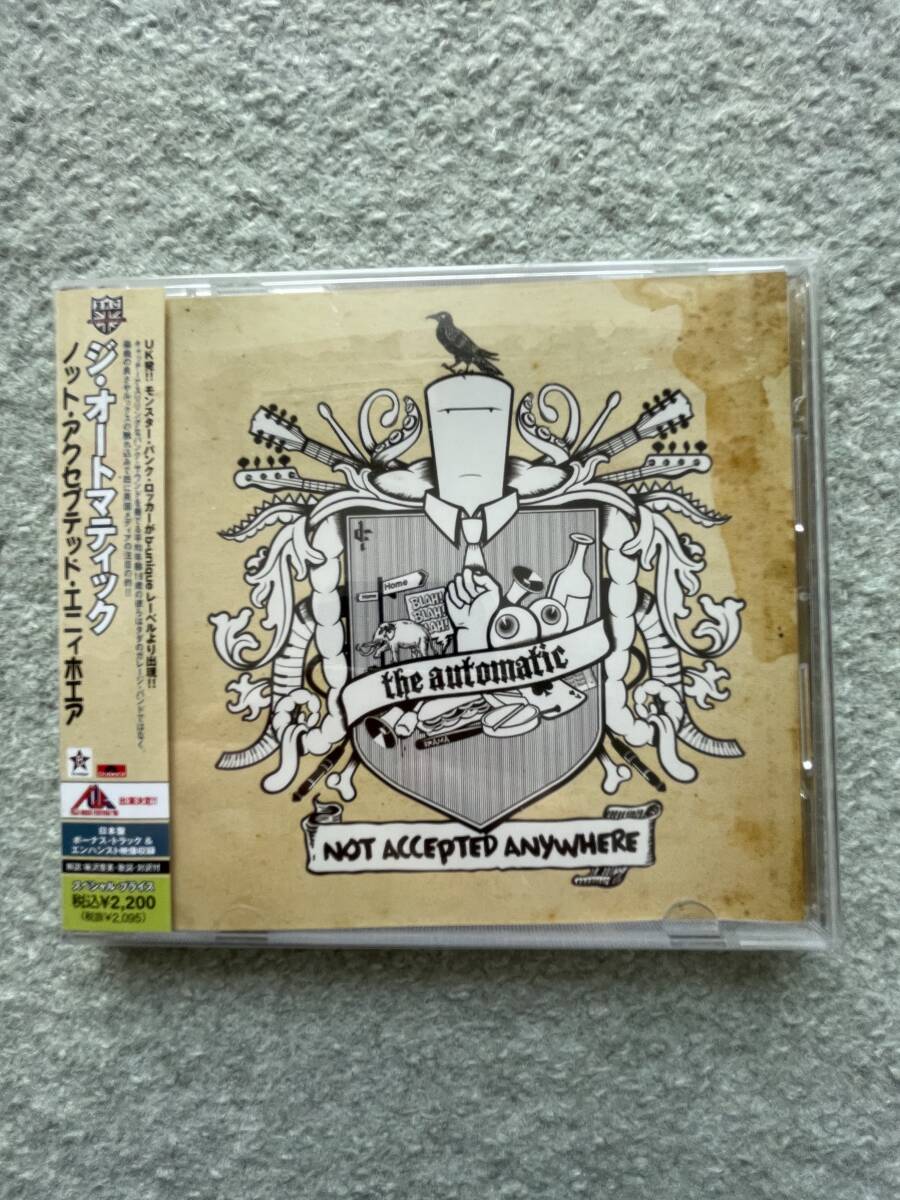 ジ・オートマティック
ノット・アクセプテッド・エニィホエア
UK発!! モンスター・パンク・ロッカーがb-uniqueレーベルより出現!!
出演決定!!
日本盤
ボーナス・トラック &
エンハンスト映像収録
スペシャル・プライス
税込¥2,200
(税抜¥2,095)
Home
Home
BLAH!
BLAH!
BLAH!
the automatic
DRAMA
NOT ACCEPTED ANYWHERE